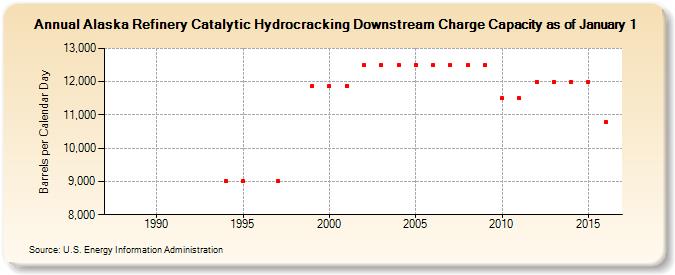 Annual Alaska Refinery Catalytic Hydrocracking Downstream Charge Capacity as of January 1
Barrels per Calendar Day
13,000
12,000
11,000
10,000
9,000
8,000
1990 1995 2000 2005 2010 2015
Source: U.S. Energy Information Administration